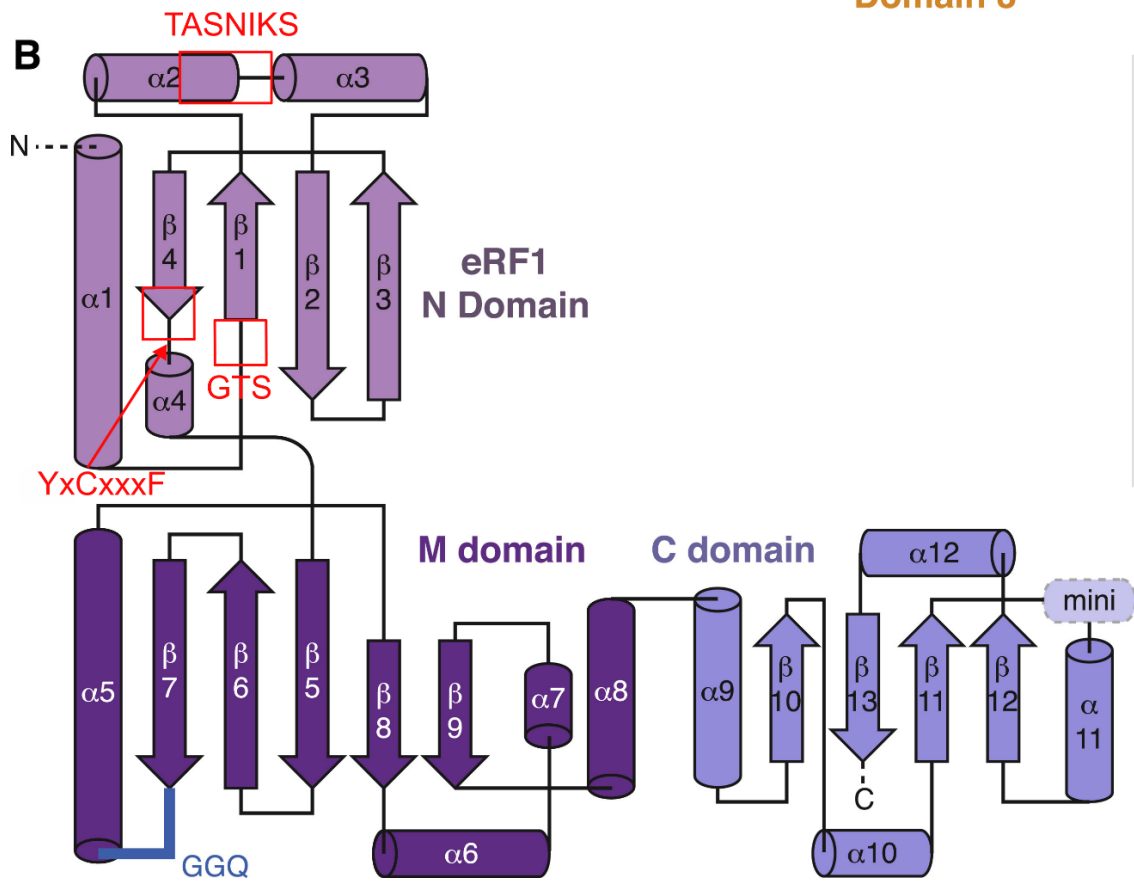 B
TASNIKS
α2
α3
N
α1
β
4
β
1
β
2
β
3
eRF1
N Domain
GTS
α4
YxCxxxF
M domain
C domain
α12
mini
α5
β
7
β
6
β
5
β
8
β
9
α7
α8
α9
β
10
β
13
β
11
β
12
α
11
C
GGQ
α6
α10